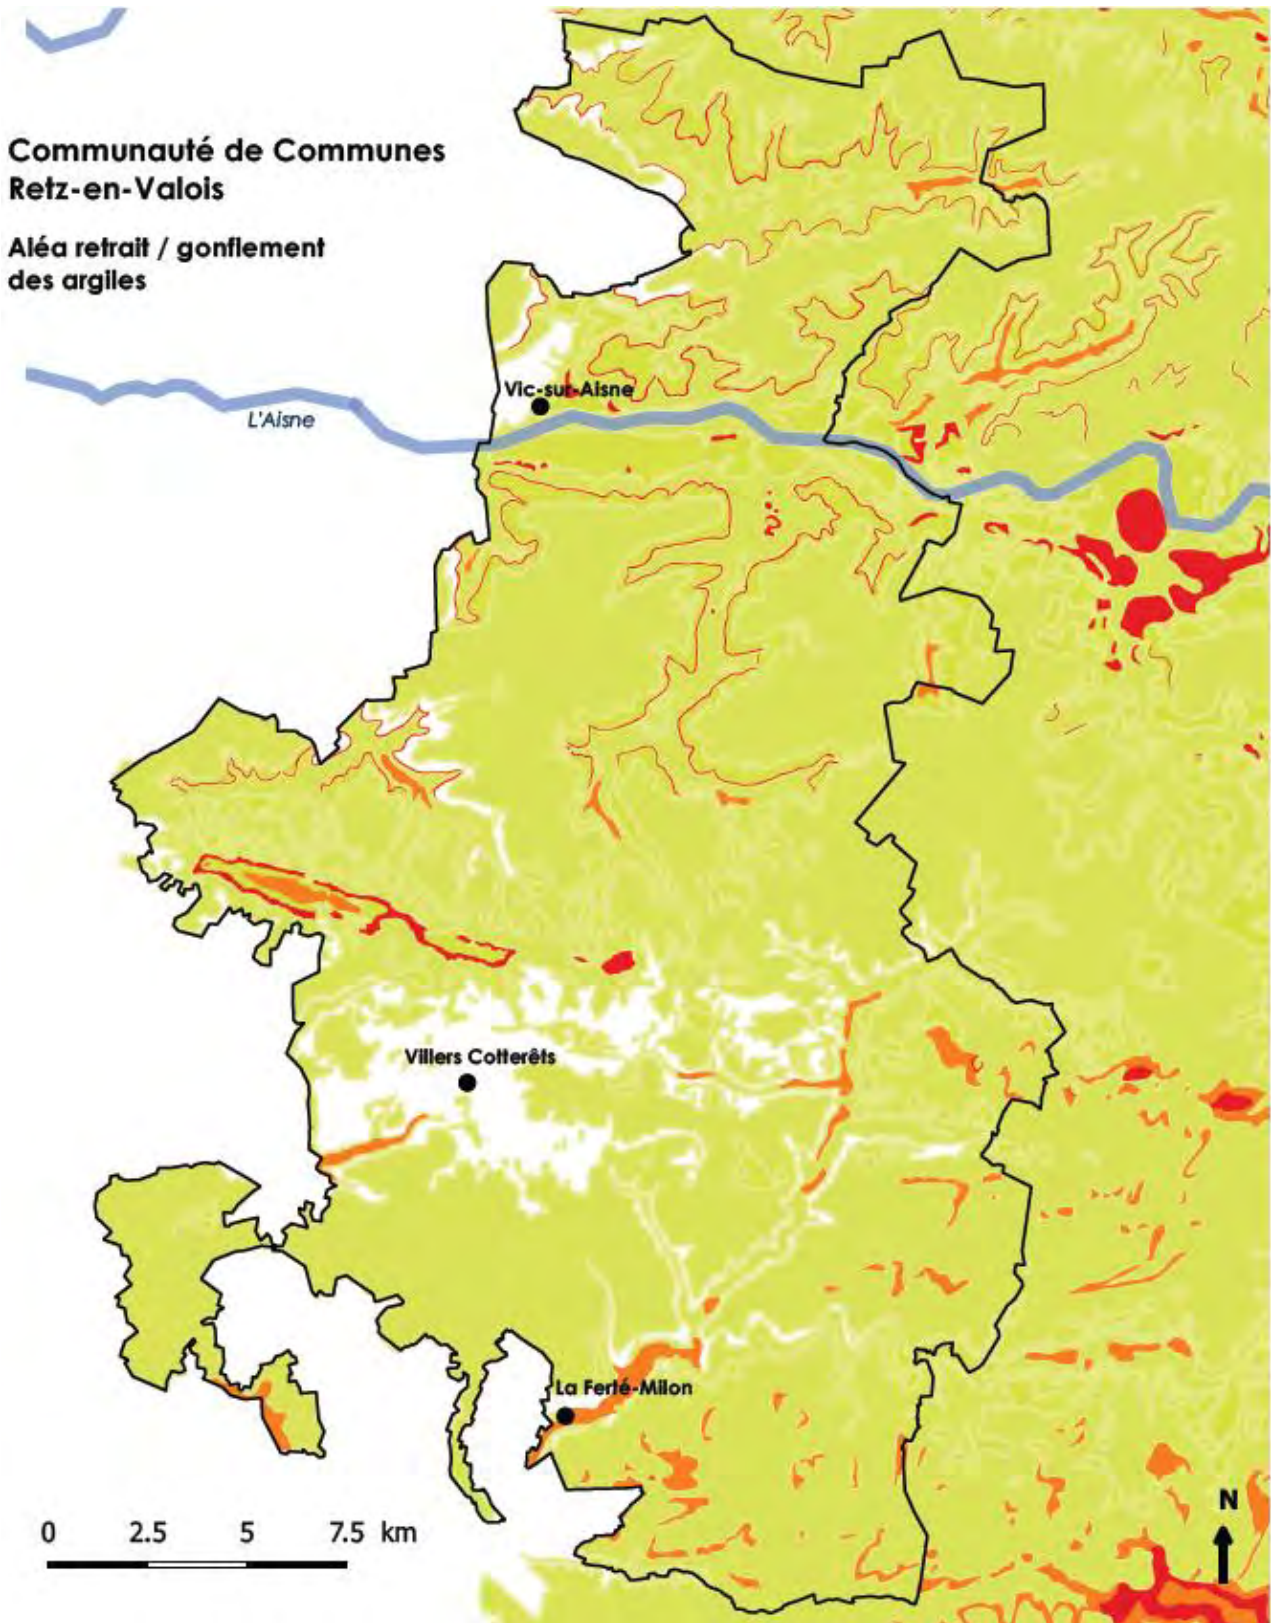 Communauté de Communes
Retz-en-Valois
Aléa retrait / gonflement
des argiles
Vic-sur-Aisne
L'Aisne
Villers Cotterêts
La Ferté-Milon
N
0 2.5 5 7.5 km